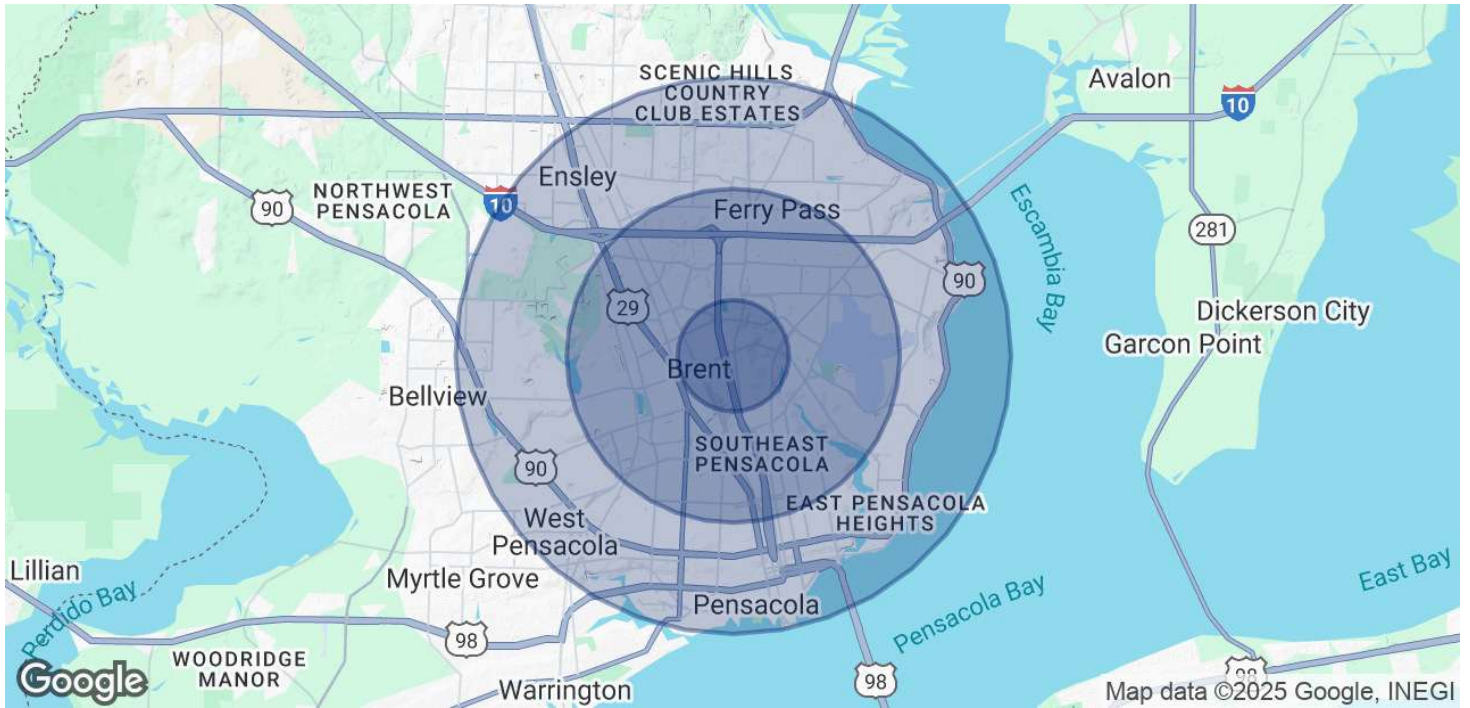 SCENIC HILLS
COUNTRY
CLUB ESTATES
Avalon
10
Ensley
NORTHWEST
PENSACOLA
10
90
Ferry Pass
281
Escambia Bay
90
29
Dickerson City
Garcon Point
Brent
Bellview
SOUTHEAST
PENSACOLA
90
EAST PENSACOLA
HEIGHTS
West
Pensacola
Lillian
Myrtle Grove
East Bay
Perdido Bay
Pensacola
Pensacola Bay
98
WOODRIDGE
MANOR
98
98
Google
Warrington
Map data ©2025 Google, INEGI